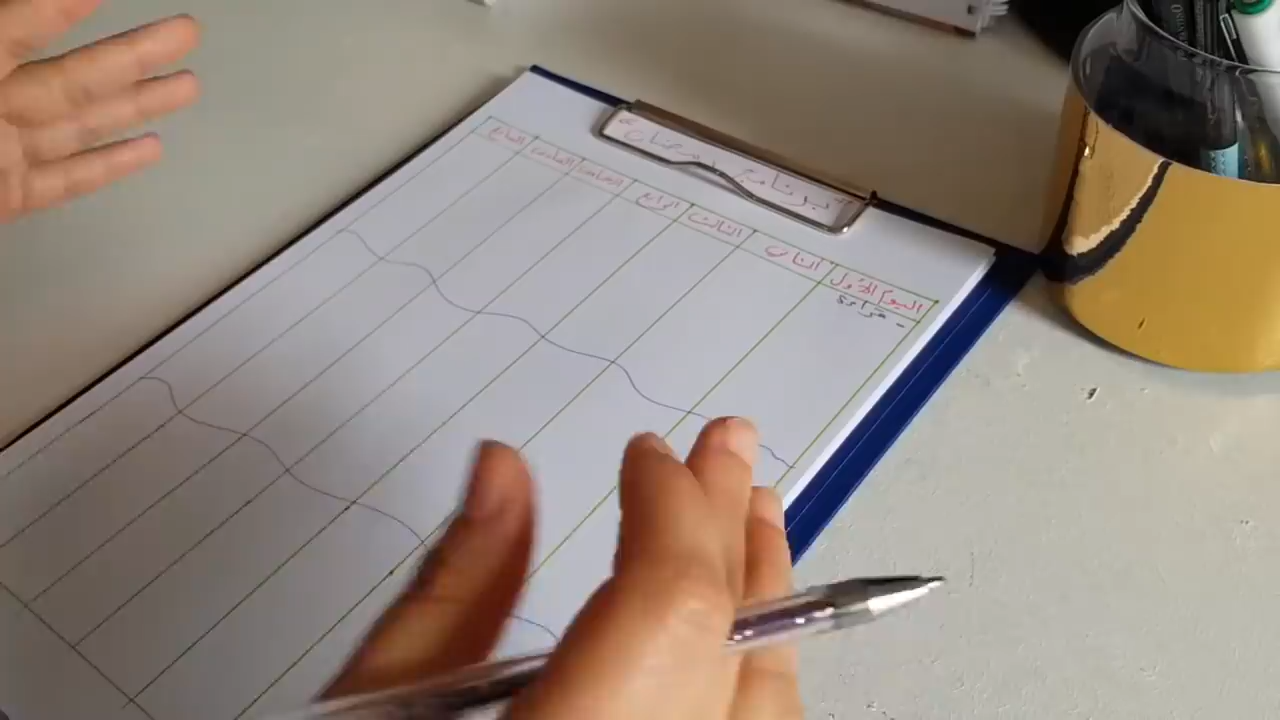 "برنامج رمضان"
اليوم الأول الثاني الثالث الرابع الخامس السادس السابع
- قراءة